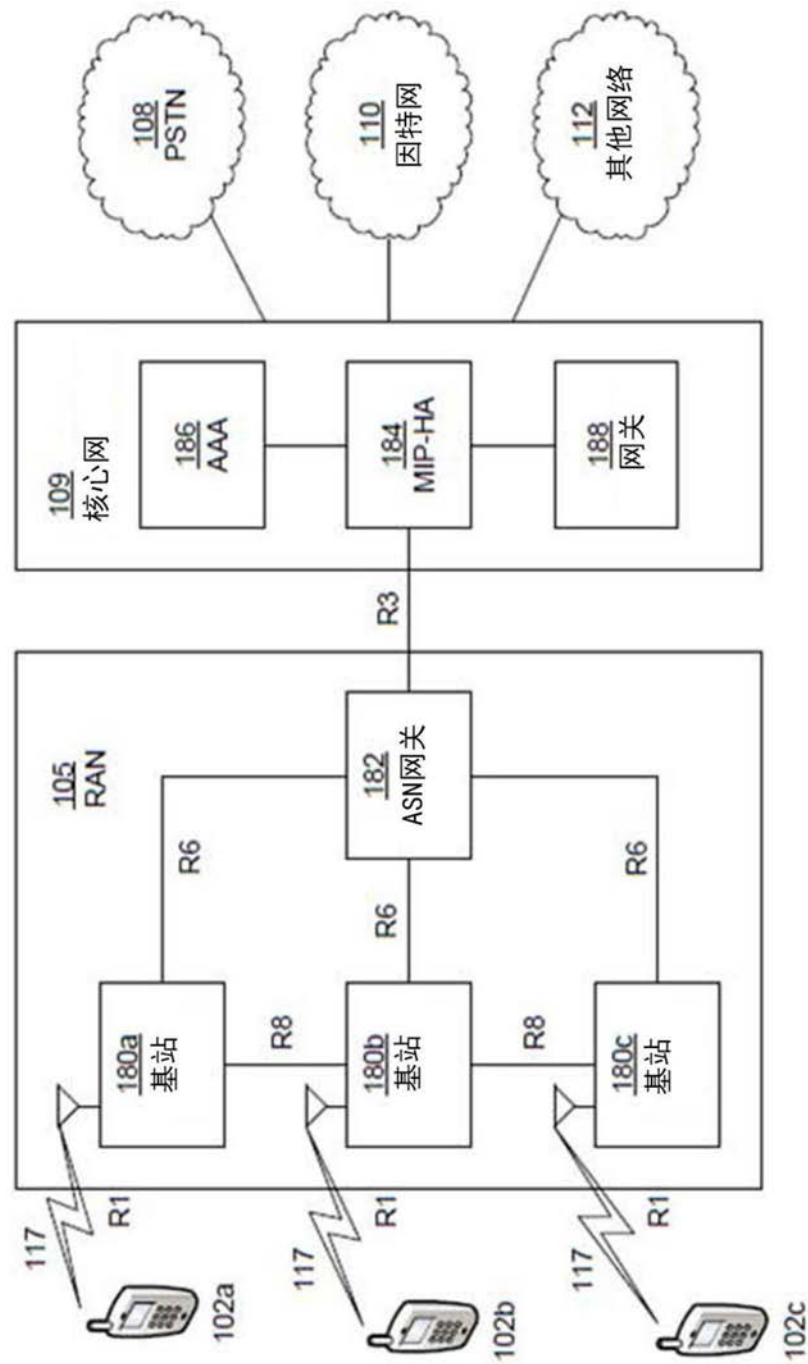 102a
102b
102c
117
R1
117
R1
117
R1
105
RAN
180a
基站
R8
180b
基站
R8
180c
基站
R6
R6
R6
182
ASN网关
R3
109
核心网
186
AAA
184
MIP-HA
188
网关
108
PSTN
110
因特网
112
其他网络